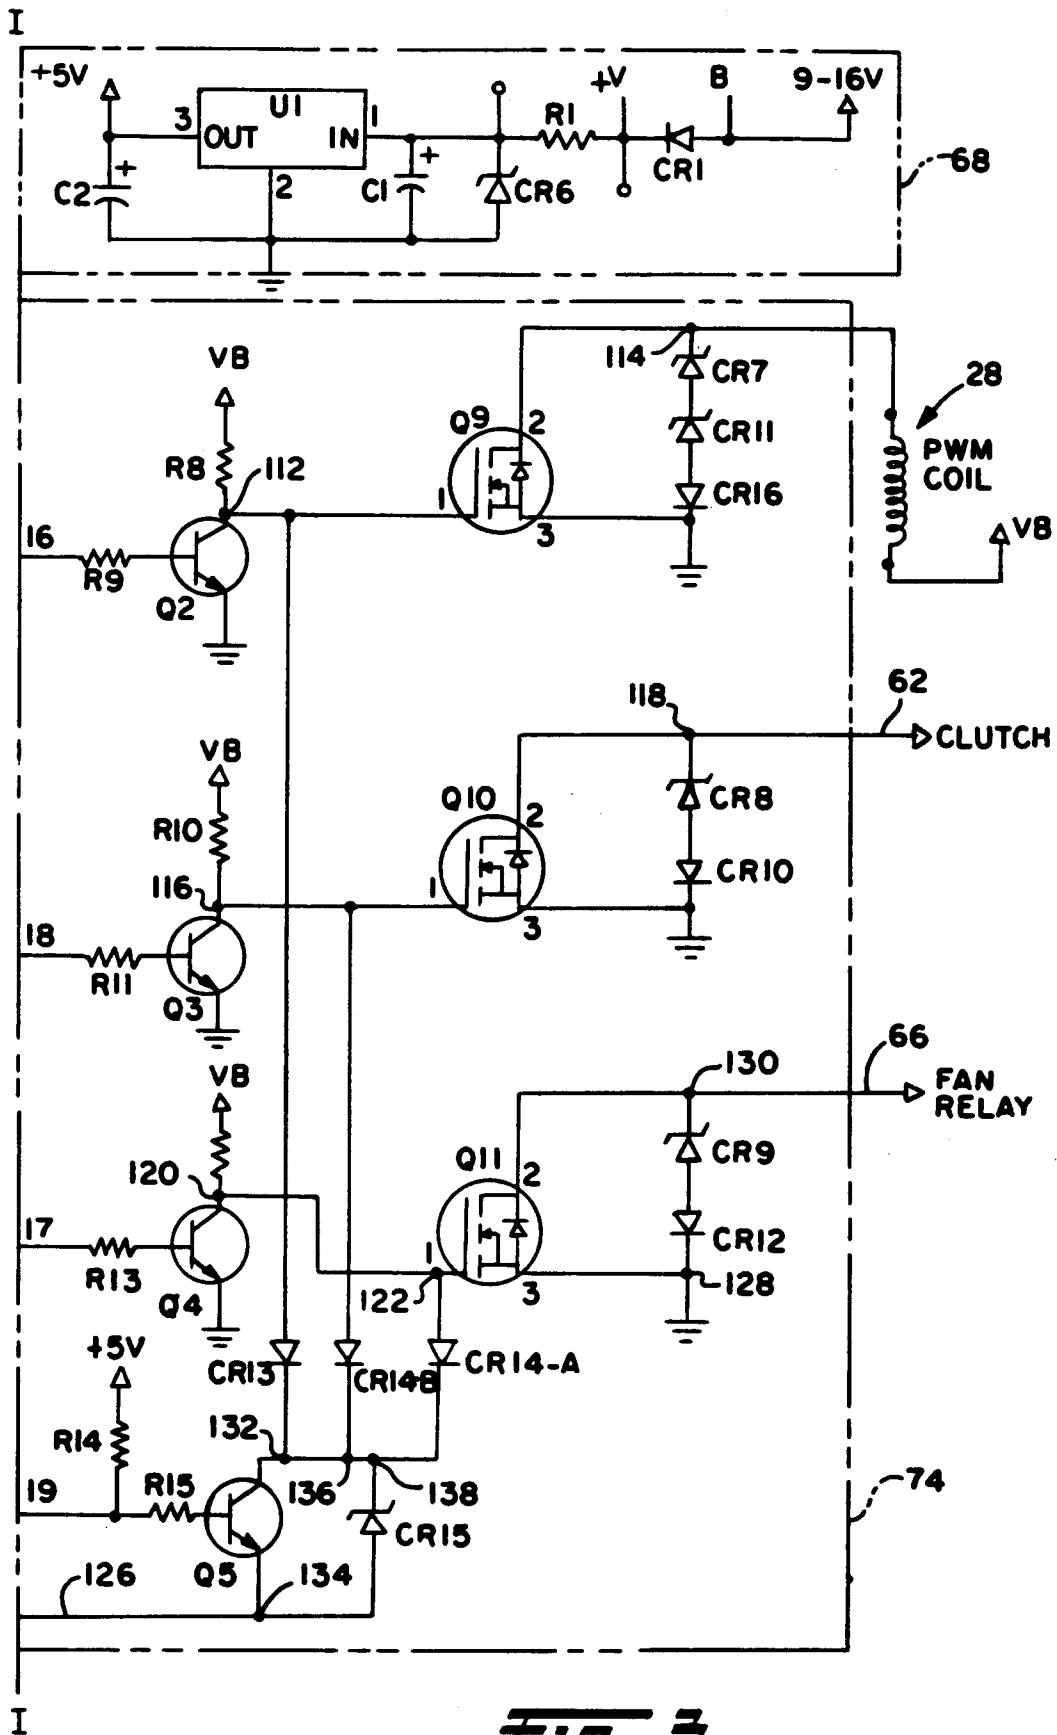 I
+5V
U1
3
OUT
IN
1
2
C2
+
C1
+
CR6
R1
+V
CR1
B
9-16V
68
VB
R8
112
16
R9
Q2
Q9
1
2
3
114
CR7
CR11
CR16
28
PWM
COIL
VB
118
62
CLUTCH
VB
R10
116
18
R11
Q3
Q10
1
2
3
CR8
CR10
VB
120
17
R13
Q4
Q11
1
2
3
122
130
66
FAN
RELAY
CR9
CR12
128
+5V
R14
CR13
CR14B
CR14-A
132
136
138
19
R15
Q5
CR15
126
134
74
I